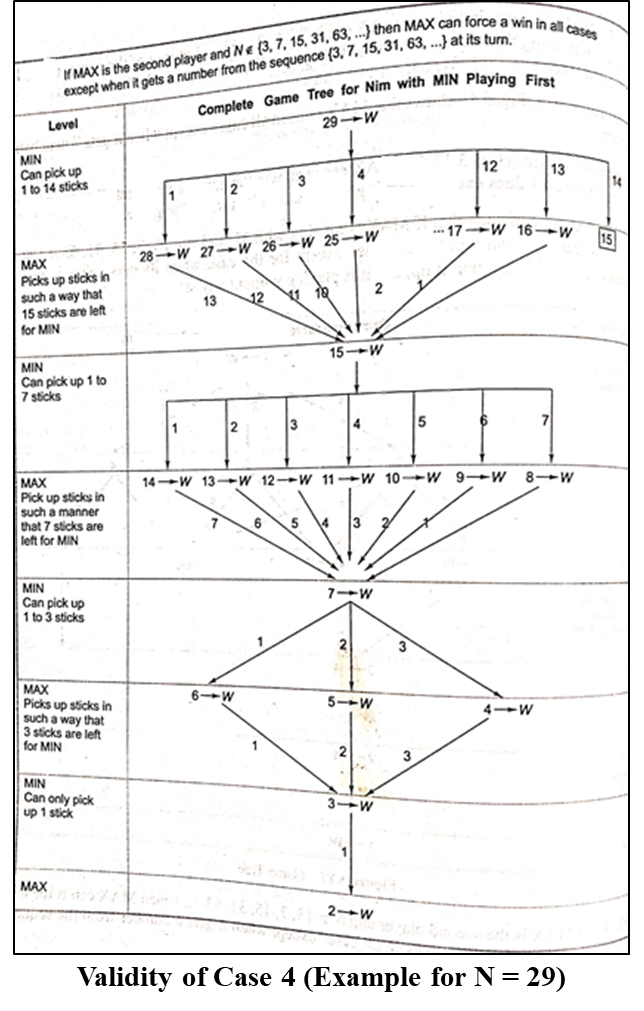 If MAX is the second player and N ∉ {3, 7, 15, 31, 63, ...} then MAX can force a win in all cases
except when it gets a number from the sequence {3, 7, 15, 31, 63, ...} at its turn.
Level
Complete Game Tree for Nim with MIN Playing First
29 → W
MIN
Can pick up
1 to 14 sticks
1 2 3 4 12 13 14
28 → W 27 → W 26 → W 25 → W ... 17 → W 16 → W 15
MAX
Picks up sticks in
such a way that
15 sticks are left
for MIN
13 12 11 10 2 1
15 → W
MIN
Can pick up 1 to
7 sticks
1 2 3 4 5 6 7
14 → W 13 → W 12 → W 11 → W 10 → W 9 → W 8 → W
MAX
Pick up sticks in
such a manner
that 7 sticks are
left for MIN
7 6 5 4 3 2 1
7 → W
MIN
Can pick up
1 to 3 sticks
1 2 3
6 → W 5 → W 4 → W
MAX
Picks up sticks in
such a way that
3 sticks are left
for MIN
1 2 3
3 → W
MIN
Can only pick
up 1 stick
1
MAX
2 → W
Validity of Case 4 (Example for N = 29)